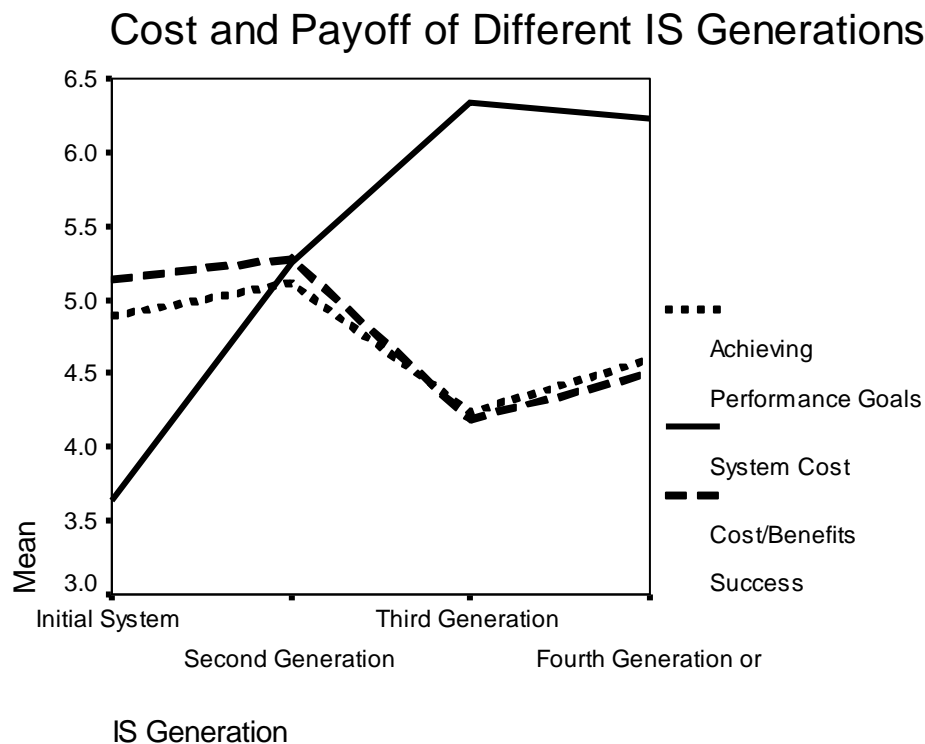 Cost and Payoff of Different IS Generations
6.5
6.0
5.5
5.0
4.5
4.0
3.5
3.0
Mean
Initial System
Second Generation
Third Generation
Fourth Generation or
IS Generation
Achieving
Performance Goals
System Cost
Cost/Benefits
Success